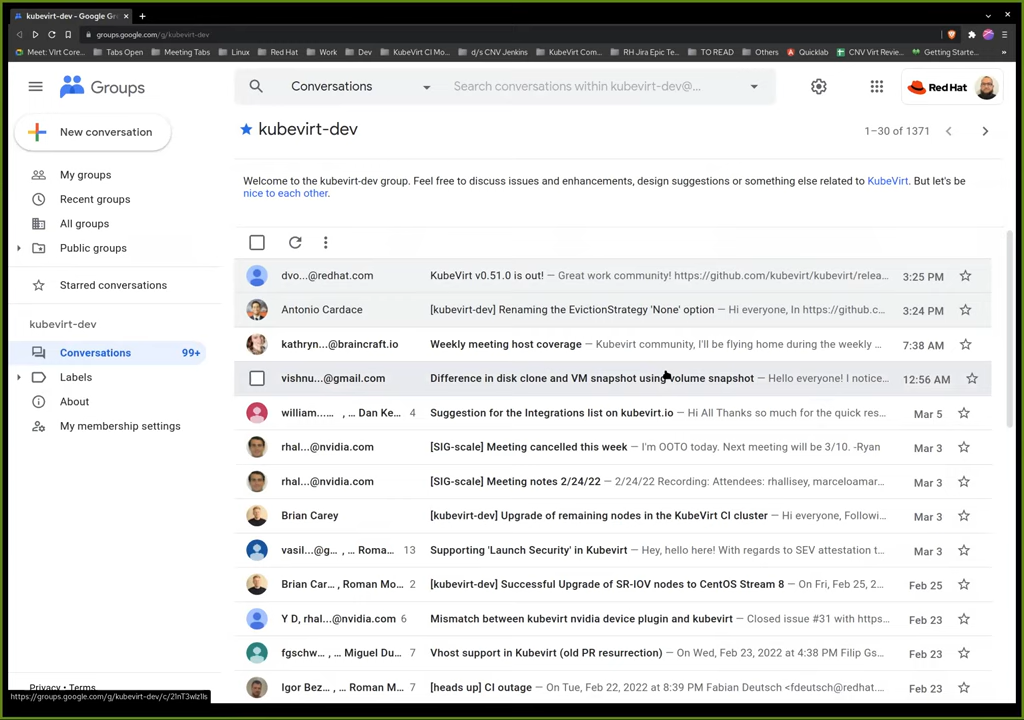 kubevirt-dev - Google Gr
groups.google.com/g/kubevirt-dev
Meet: Virt Core...
Tabs Open
Meeting Tabs
Linux
Red Hat
Work
Dev
KubeVirt CI Mo...
d/s CNV Jenkins
KubeVirt Com...
RH Jira Epic Te...
TO READ
Others
Quicklab
CNV Virt Revie...
Getting Starte...
Groups
Conversations
Search conversations within kubevirt-dev@...
Red Hat
New conversation
kubevirt-dev
1–30 of 1371
My groups
Recent groups
All groups
Public groups
Starred conversations
kubevirt-dev
Conversations 99+
Labels
About
My membership settings
Privacy • Terms
https://groups.google.com/g/kubevirt-dev/c/2InT3wlzIls
Welcome to the kubevirt-dev group. Feel free to discuss issues and enhancements, design suggestions or something else related to KubeVirt. But let's be
nice to each other.
dvo...@redhat.com KubeVirt v0.51.0 is out! — Great work community! https://github.com/kubevirt/kubevirt/relea... 3:25 PM
Antonio Cardace [kubevirt-dev] Renaming the EvictionStrategy 'None' option — Hi everyone, In https://github.c... 3:24 PM
kathryn...@braincraft.io Weekly meeting host coverage — Kubevirt community, I'll be flying home during the weekly ... 7:38 AM
vishnu...@gmail.com Difference in disk clone and VM snapshot using volume snapshot — Hello everyone! I notice... 12:56 AM
william...... , ... Dan Ke... 4 Suggestion for the Integrations list on kubevirt.io — Hi All Thanks so much for the quick res... Mar 5
rhal...@nvidia.com [SIG-scale] Meeting cancelled this week — I'm OOTO today. Next meeting will be 3/10. -Ryan Mar 3
rhal...@nvidia.com [SIG-scale] Meeting notes 2/24/22 — 2/24/22 Recording: Attendees: rhallisey, marceloamar... Mar 3
Brian Carey [kubevirt-dev] Upgrade of remaining nodes in the KubeVirt CI cluster — Hi everyone, Followi... Mar 3
vasil...@g... , ... Roma... 13 Supporting 'Launch Security' in Kubevirt — Hey, hello here! With regards to SEV attestation t... Mar 3
Brian Car... , Roman Mo... 2 [kubevirt-dev] Successful Upgrade of SR-IOV nodes to CentOS Stream 8 — On Fri, Feb 25, 2... Feb 25
Y D, rhal...@nvidia.com 6 Mismatch between kubevirt nvidia device plugin and kubevirt — Closed issue #31 with https... Feb 23
fgschw... , ... Miguel Du... 7 Vhost support in Kubevirt (old PR resurrection) — On Wed, Feb 23, 2022 at 4:38 PM Filip Gs... Feb 23
Igor Bez... , ... Roman M... 7 [heads up] CI outage — On Tue, Feb 22, 2022 at 8:39 PM Fabian Deutsch <fdeutsch@redhat... Feb 23